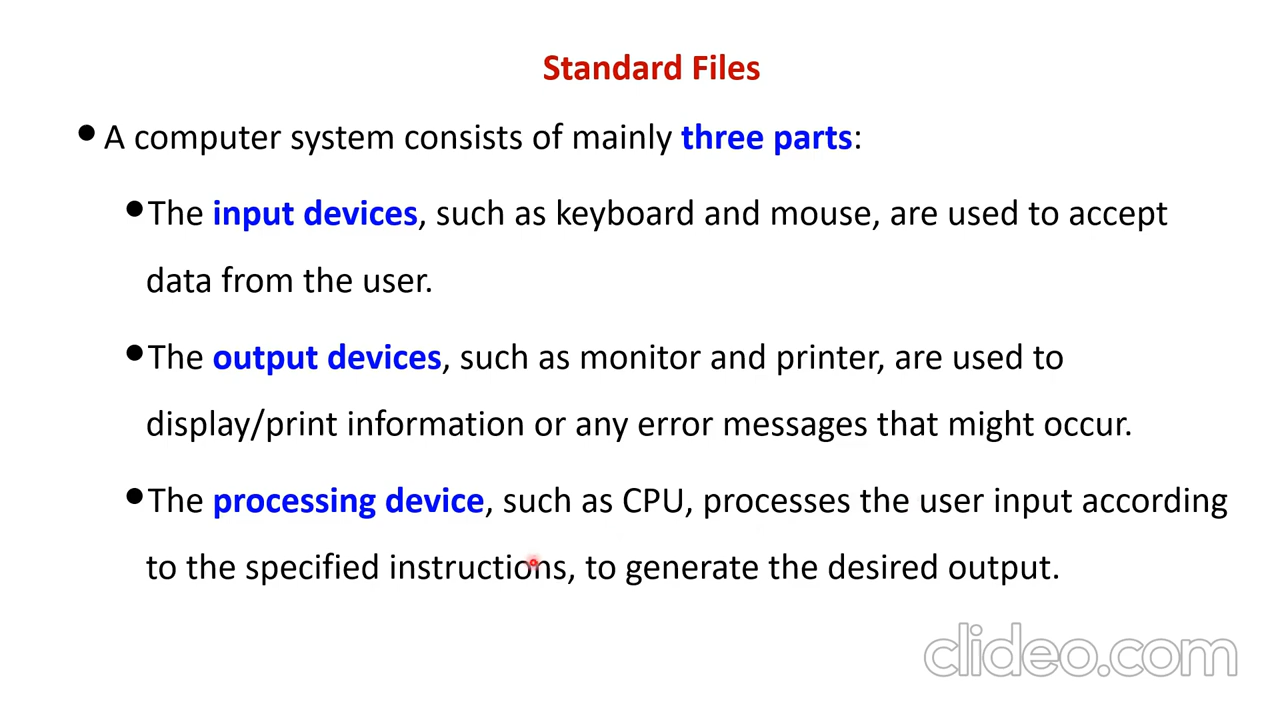 Standard Files
• A computer system consists of mainly three parts:
• The input devices, such as keyboard and mouse, are used to accept
data from the user.
• The output devices, such as monitor and printer, are used to
display/print information or any error messages that might occur.
• The processing device, such as CPU, processes the user input according
to the specified instructions, to generate the desired output.
clideo.com